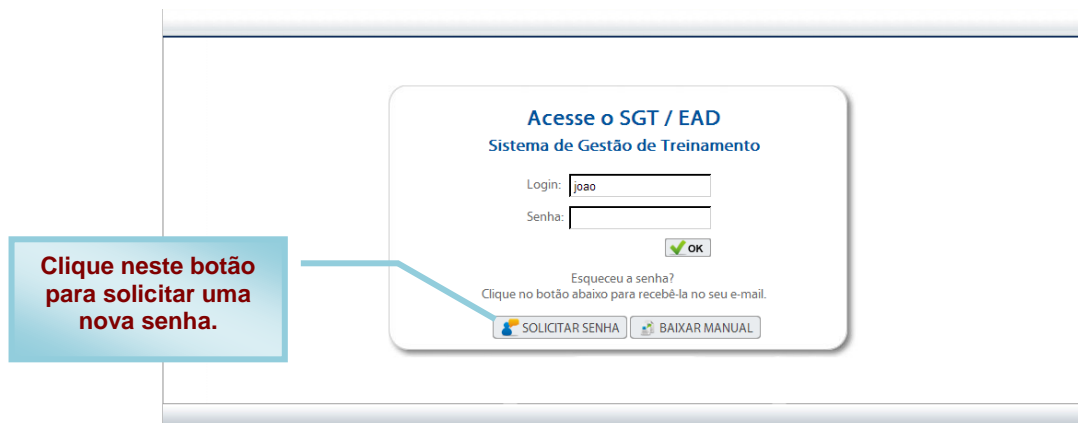 Acesse o SGT / EAD
Sistema de Gestão de Treinamento
Login: joao
Senha:
OK
Esqueceu a senha?
Clique no botão abaixo para recebê-la no seu e-mail.
SOLICITAR SENHA BAIXAR MANUAL
Clique neste botão
para solicitar uma
nova senha.